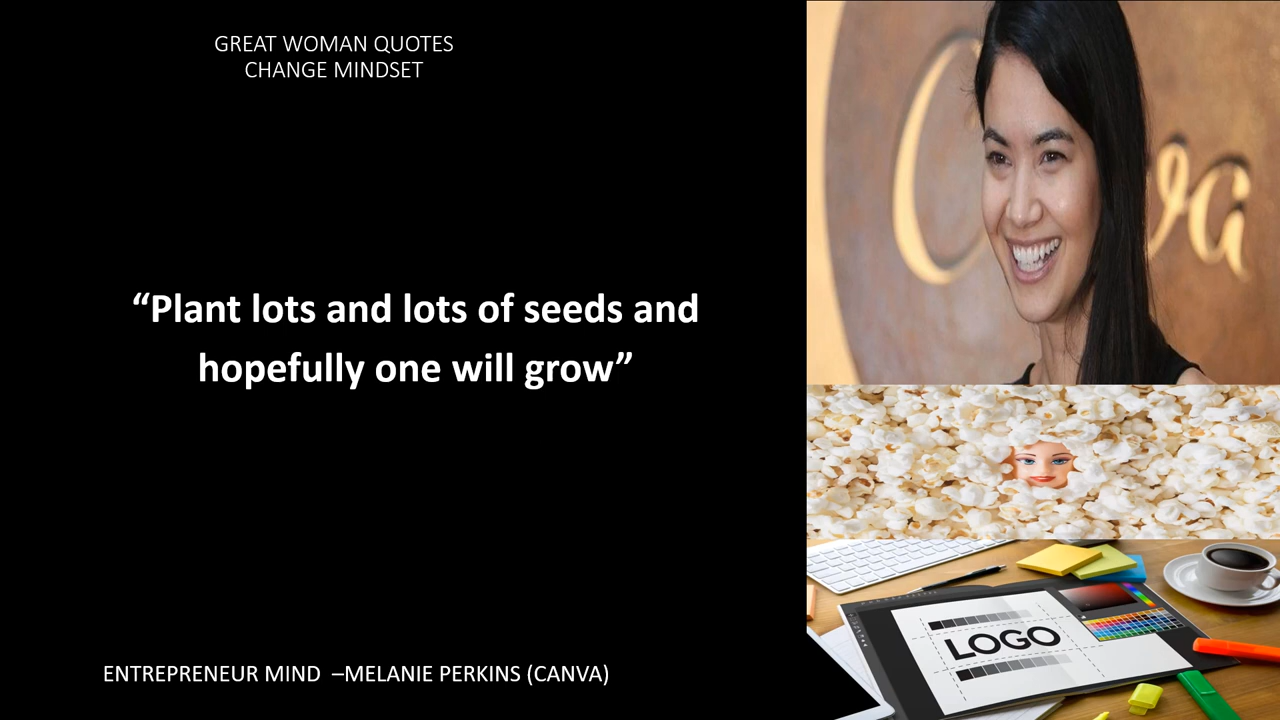 GREAT WOMAN QUOTES
CHANGE MINDSET
“Plant lots and lots of seeds and
hopefully one will grow”
ENTREPRENEUR MIND –MELANIE PERKINS (CANVA)
C va
LOGO